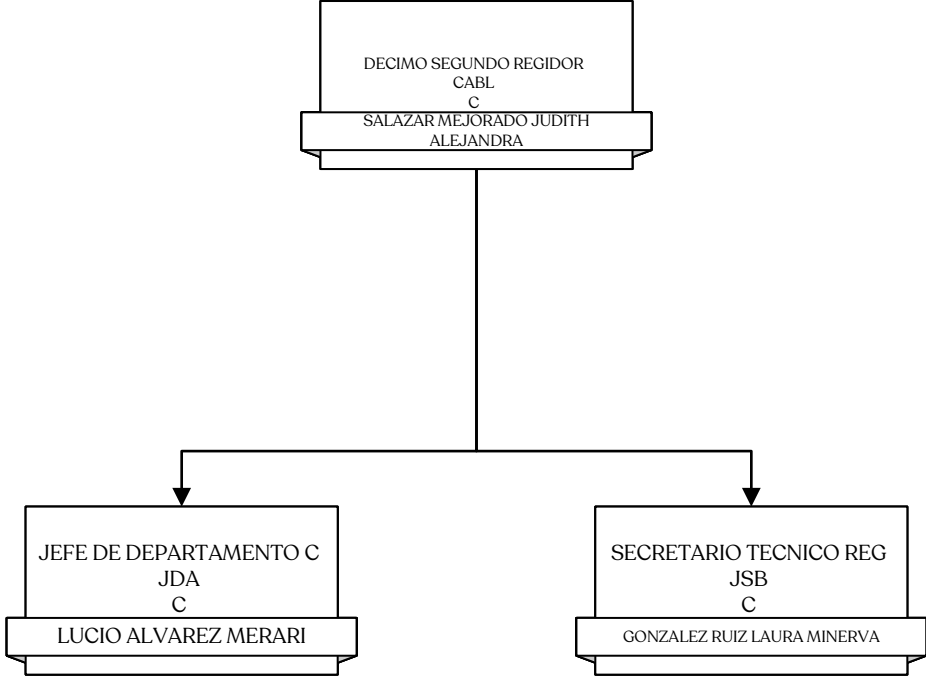 DECIMO SEGUNDO REGIDOR
CABL
C
SALAZAR MEJORADO JUDITH
ALEJANDRA
JEFE DE DEPARTAMENTO C
JDA
C
LUCIO ALVAREZ MERARI
SECRETARIO TECNICO REG
JSB
C
GONZALEZ RUIZ LAURA MINERVA